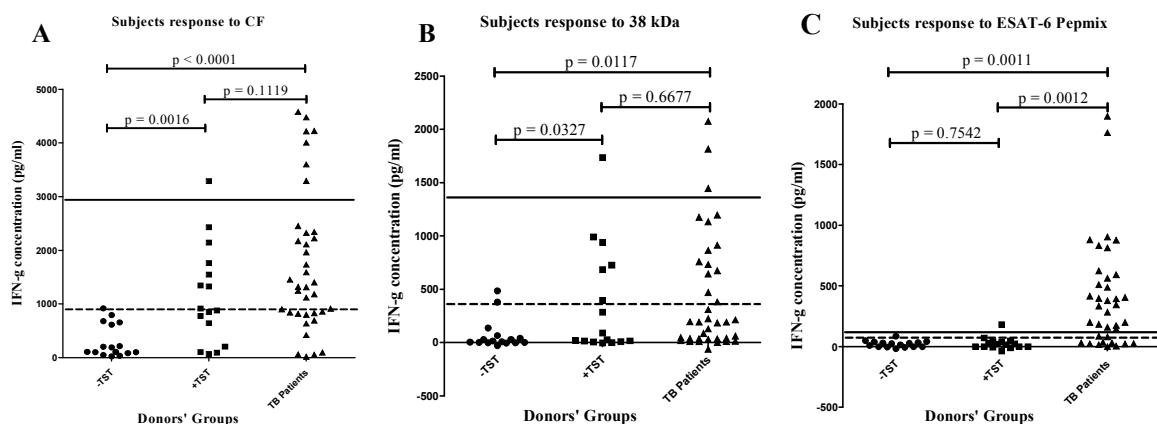 A
Subjects response to CF
p < 0.0001
p = 0.1119
p = 0.0016
IFN-g concentration (pg/ml)
5000
4000
3000
2000
1000
0
-TST
+TST
TB Patients
Donors' Groups
B
Subjects response to 38 kDa
p = 0.0117
p = 0.6677
p = 0.0327
IFN-g concentration (pg/ml)
2500
2000
1500
1000
500
0
-500
-TST
+TST
TB Patients
Donors' Groups
C
Subjects response to ESAT-6 Pepmix
p = 0.0011
p = 0.0012
p = 0.7542
IFN-g concentration (pg/ml)
2000
1500
1000
500
0
-500
-TST
+TST
TB Patients
Donors' Groups